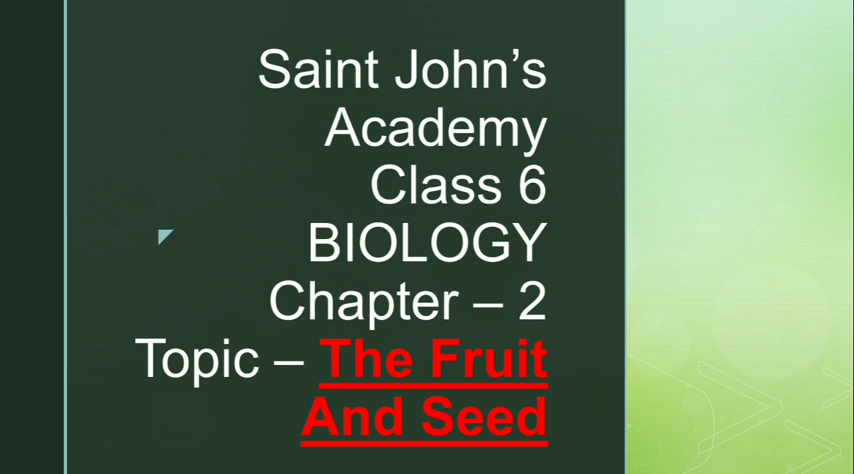 Saint John’s
Academy
Class 6
BIOLOGY
Chapter – 2
Topic – The Fruit
And Seed